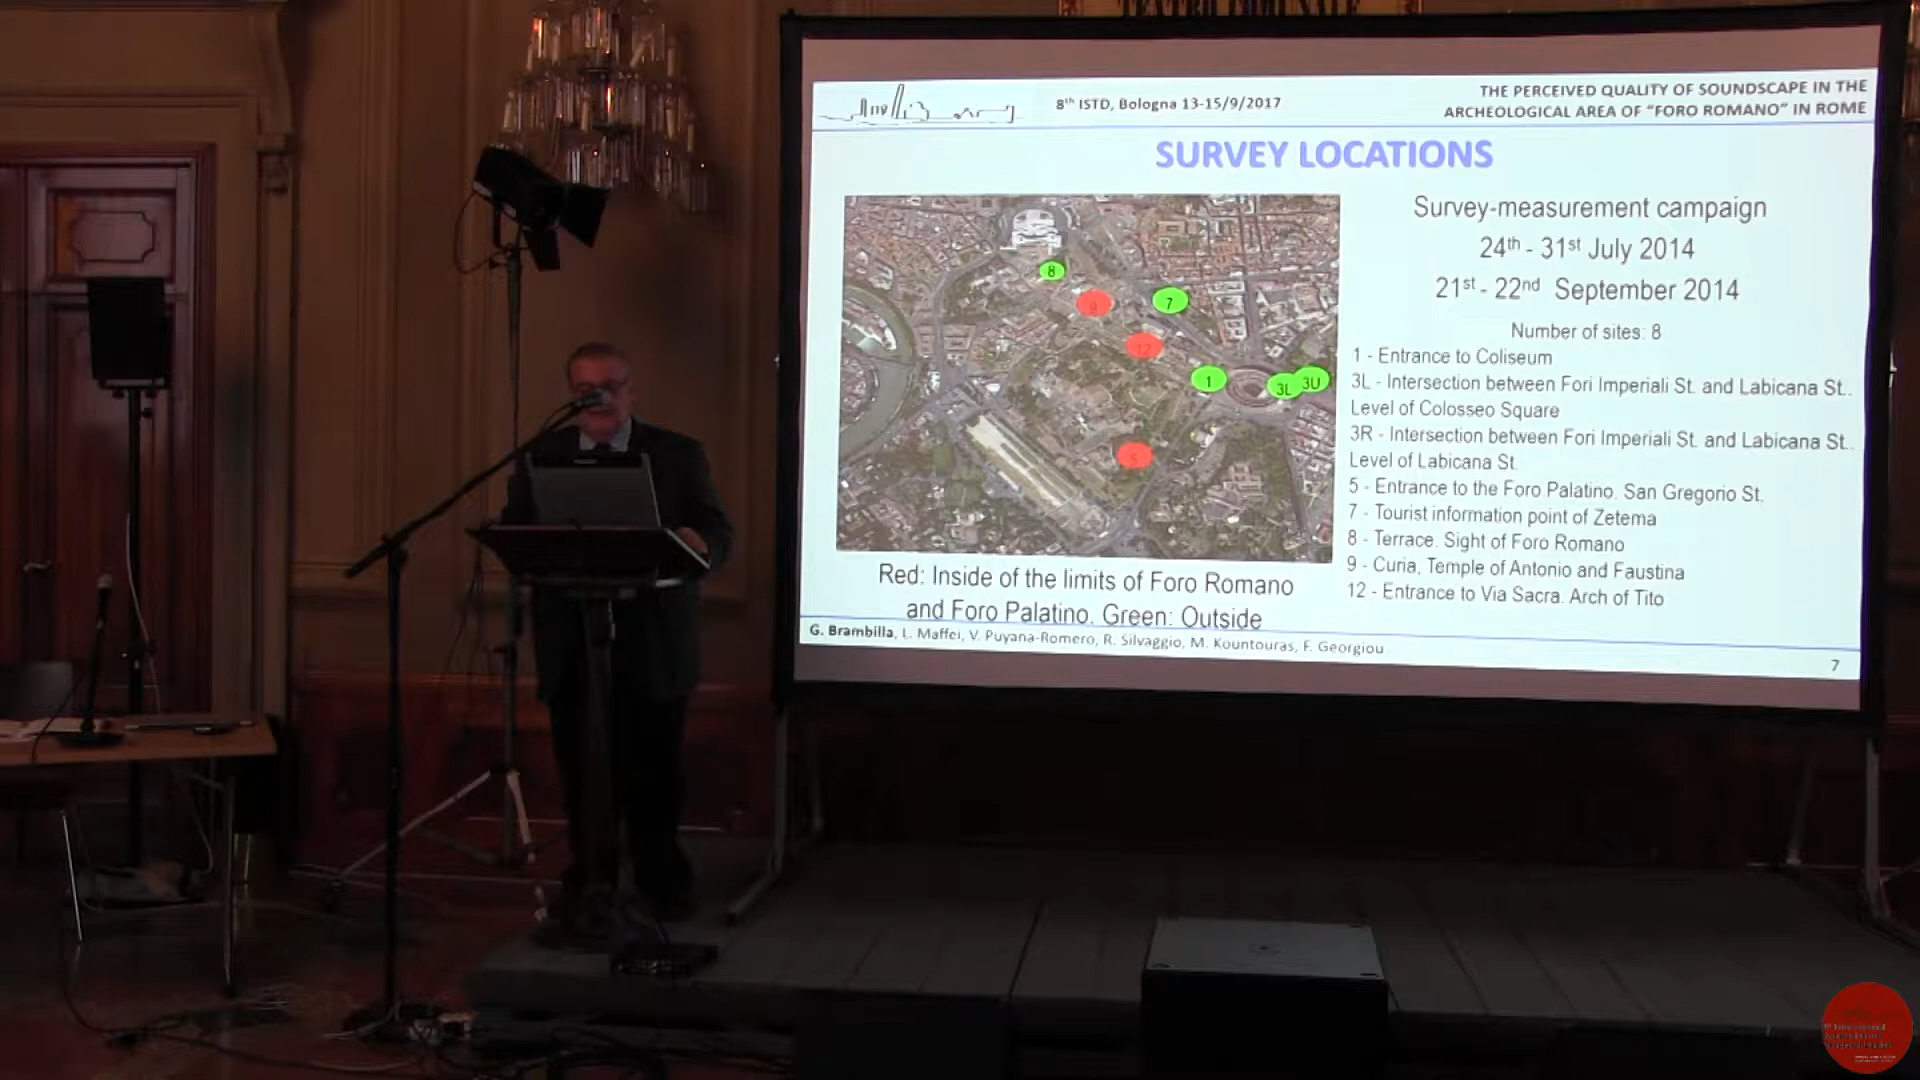 8th ISTD, Bologna 13-15/9/2017
THE PERCEIVED QUALITY OF SOUNDSCAPE IN THE
ARCHEOLOGICAL AREA OF "FORO ROMANO" IN ROME
SURVEY LOCATIONS
8
9
7
12
1
3L
3U
5
Red: Inside of the limits of Foro Romano
and Foro Palatino. Green: Outside
Survey-measurement campaign
24th - 31st July 2014
21st - 22nd September 2014
Number of sites: 8
1 - Entrance to Coliseum
3L - Intersection between Fori Imperiali St. and Labicana St..
Level of Colosseo Square
3R - Intersection between Fori Imperiali St. and Labicana St..
Level of Labicana St.
5 - Entrance to the Foro Palatino. San Gregorio St.
7 - Tourist information point of Zetema
8 - Terrace. Sight of Foro Romano
9 - Curia, Temple of Antonio and Faustina
12 - Entrance to Via Sacra. Arch of Tito
G. Brambilla, L. Maffei, V. Puyana-Romero, R. Silvaggio, M. Kountouras, F. Georgiou
7